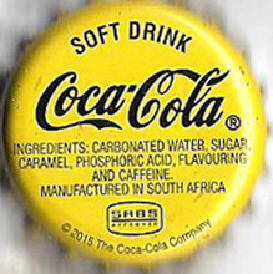 SOFT DRINK
Coca-Cola®
INGREDIENTS: CARBONATED WATER, SUGAR,
CARAMEL, PHOSPHORIC ACID, FLAVOURING
AND CAFFEINE.
MANUFACTURED IN SOUTH AFRICA
SABS
APPROVED
© 2015 The Coca-Cola Company